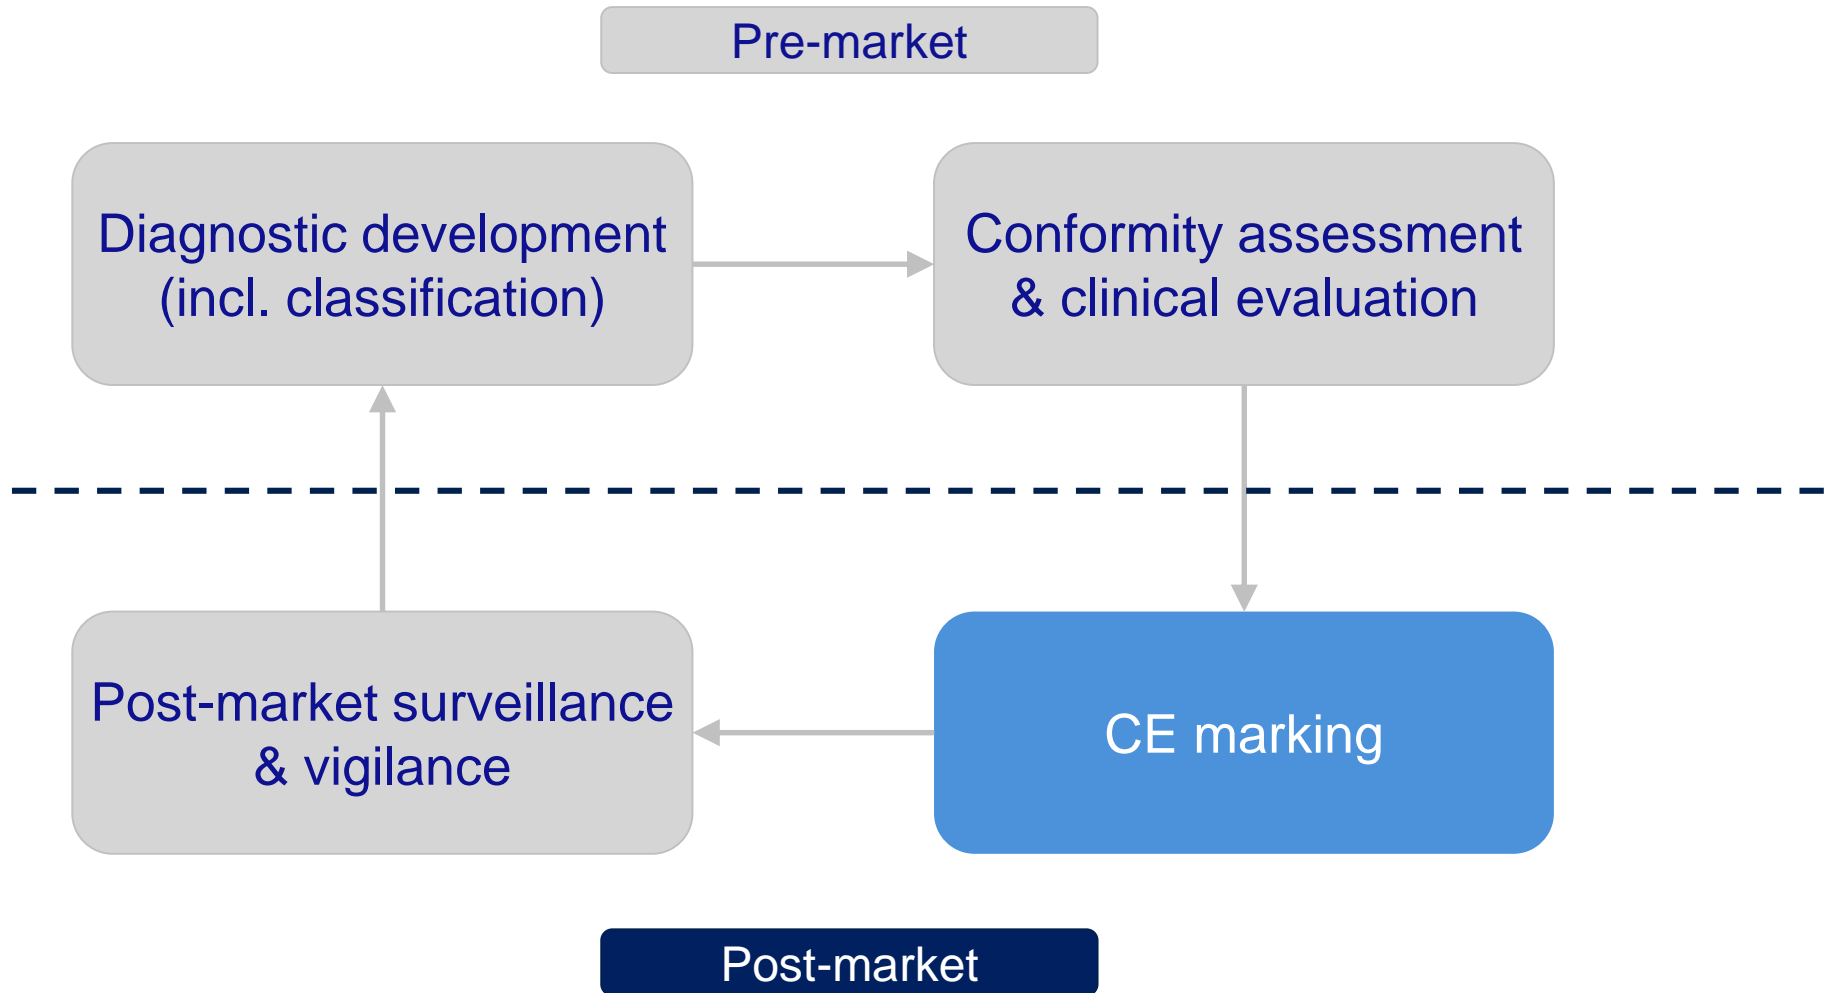 Pre-market
Diagnostic development
(incl. classification)
Conformity assessment
& clinical evaluation
Post-market surveillance
& vigilance
CE marking
Post-market